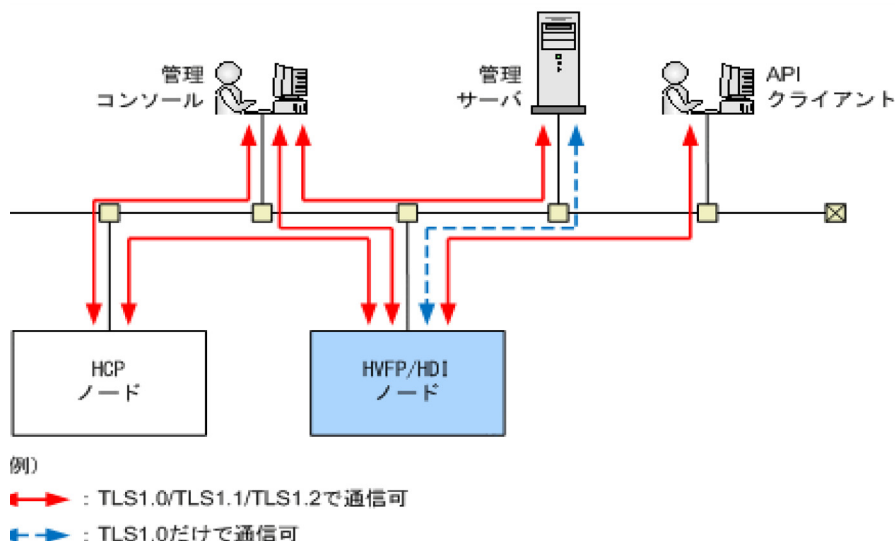 管理
コンソール
管理
サーバ
API
クライアント
HCP
ノード
HVFP/HDI
ノード
例）
：TLS1.0/TLS1.1/TLS1.2で通信可
：TLS1.0だけで通信可